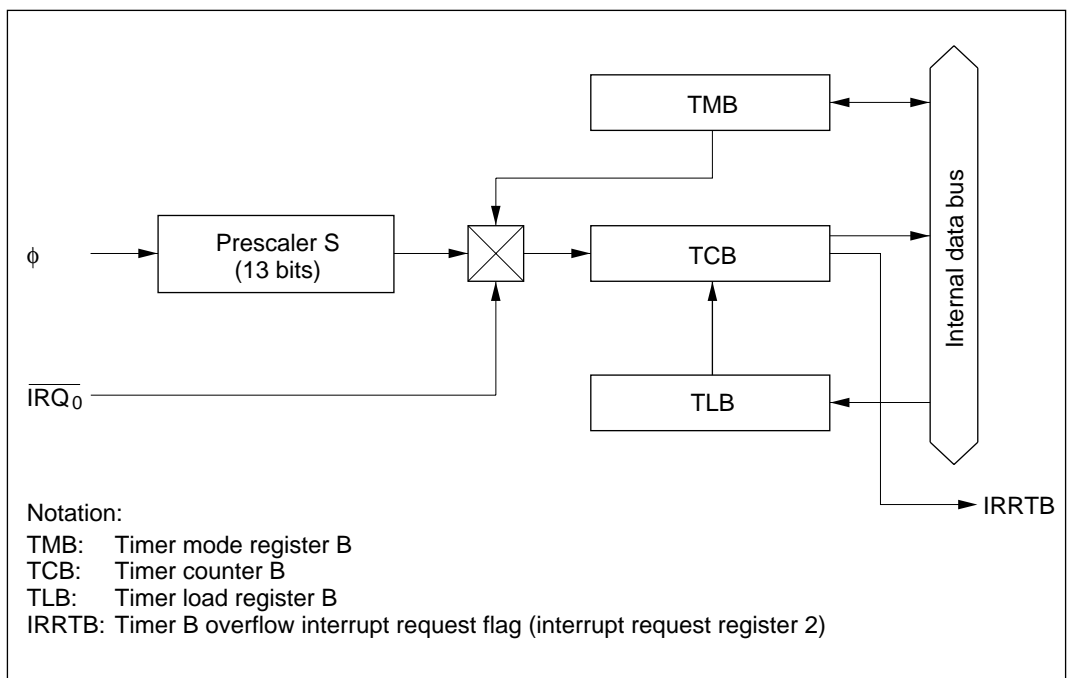 TMB
Internal data bus
ϕ
Prescaler S
(13 bits)
TCB
IRQ0
TLB
IRRTB
Notation:
TMB: Timer mode register B
TCB: Timer counter B
TLB: Timer load register B
IRRTB: Timer B overflow interrupt request flag (interrupt request register 2)